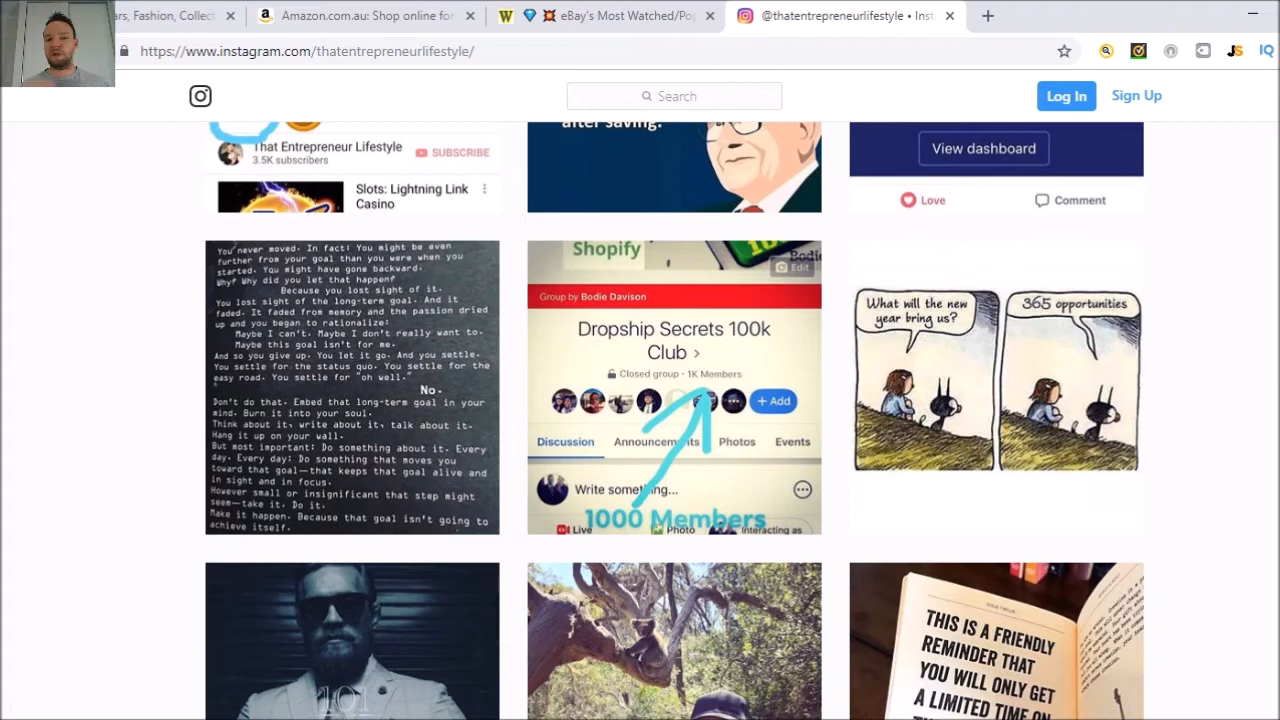 ars, Fashion, Collect
Amazon.com.au: Shop online for
eBay's Most Watched/Po
@thatentrepreneurlifestyle • Inst
https://www.instagram.com/thatentrepreneurlifestyle/
JS
IQ
Search
Log In
Sign Up
That Entrepreneur Lifestyle
3.5K subscribers
SUBSCRIBE
Slots: Lightning Link
Casino
after saving.
View dashboard
Love
Comment
You never moved. In fact: You might be even
further from your goal than you were when you
started. You might have gone backward.
Why? Why did you let that happen?
Because you lost sight of it.
You lost sight of the long-term goal. And it
faded. It faded from memory and the passion dried
up and you began to rationalize:
Maybe I can't. Maybe I don't really want to.
Maybe this goal isn't for me.
And so you give up. You let it go. And you settle.
You settle for the status quo. You settle for the
easy road. You settle for "oh well."
No.
Don't do that. Embed that long-term goal in your
mind. Burn it into your soul.
Think about it, write about it, talk about it.
Hang it up on your wall.
But most important: Do something about it. Every
day. Every day: Do something that moves you
toward that goal—that keeps that goal alive and
in sight and in focus.
However small or insignificant that step might
seem—take it. Do it.
Make it happen. Because that goal isn't going to
achieve itself.
Shopify
Edit
Group by Bodie Davison
Dropship Secrets 100k
Club >
Closed group · 1K Members
+ Add
Discussion
Announcements
Photos
Events
Write something...
1000 Members
Live
Photo
Interacting as
What will the new
year bring us?
365 opportunities
101
THIS IS A FRIENDLY
REMINDER THAT
YOU WILL ONLY GET
A LIMITED TIME ON